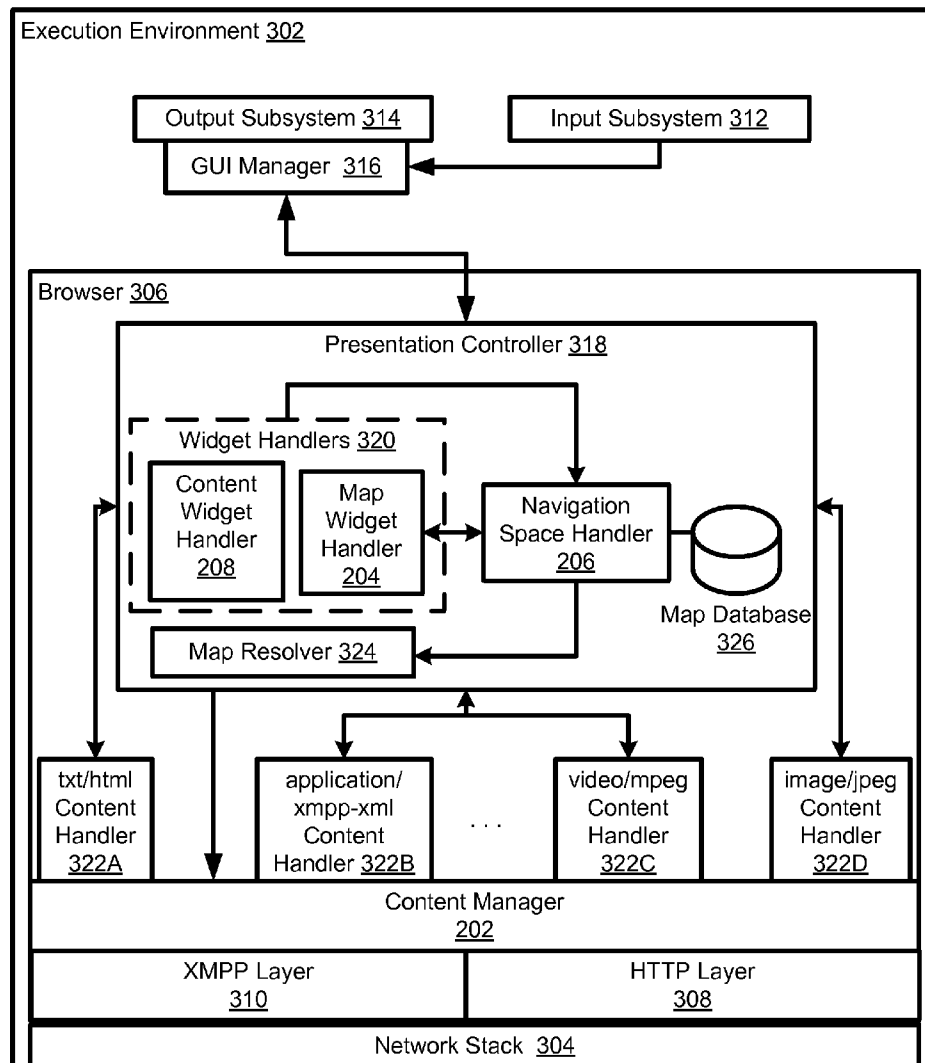 Execution Environment 302
Output Subsystem 314
Input Subsystem 312
GUI Manager 316
Browser 306
Presentation Controller 318
Widget Handlers 320
Content
Widget
Handler
208
Map
Widget
Handler
204
Navigation
Space Handler
206
Map Database
326
Map Resolver 324
txt/html
Content
Handler
322A
application/
xmpp-xml
Content
Handler 322B
. . .
video/mpeg
Content
Handler
322C
image/jpeg
Content
Handler
322D
Content Manager
202
XMPP Layer
310
HTTP Layer
308
Network Stack 304